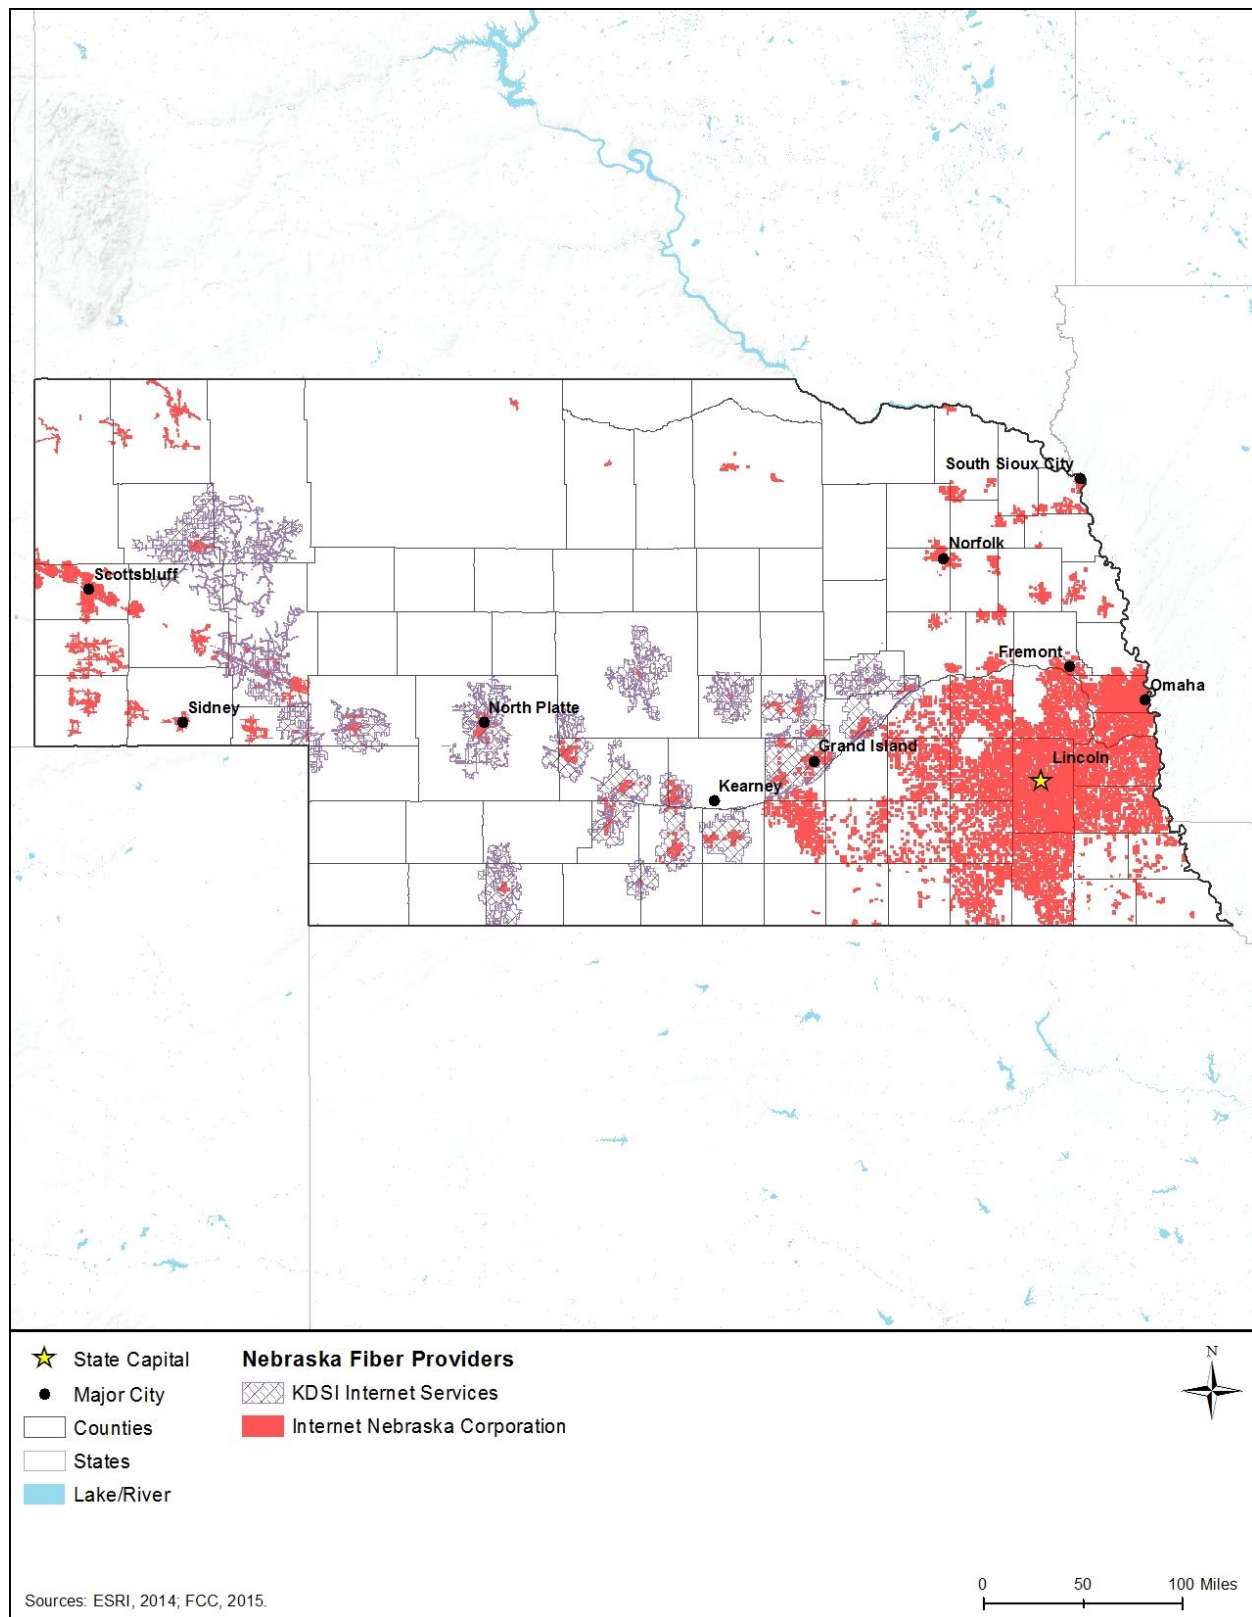 South Sioux City
Norfolk
Scottsbluff
Fremont
Omaha
Sidney
North Platte
Grand Island
Lincoln
Kearney
State Capital
Major City
Counties
States
Lake/River
Nebraska Fiber Providers
KDSI Internet Services
Internet Nebraska Corporation
N
0 50 100 Miles
Sources: ESRI, 2014; FCC, 2015.